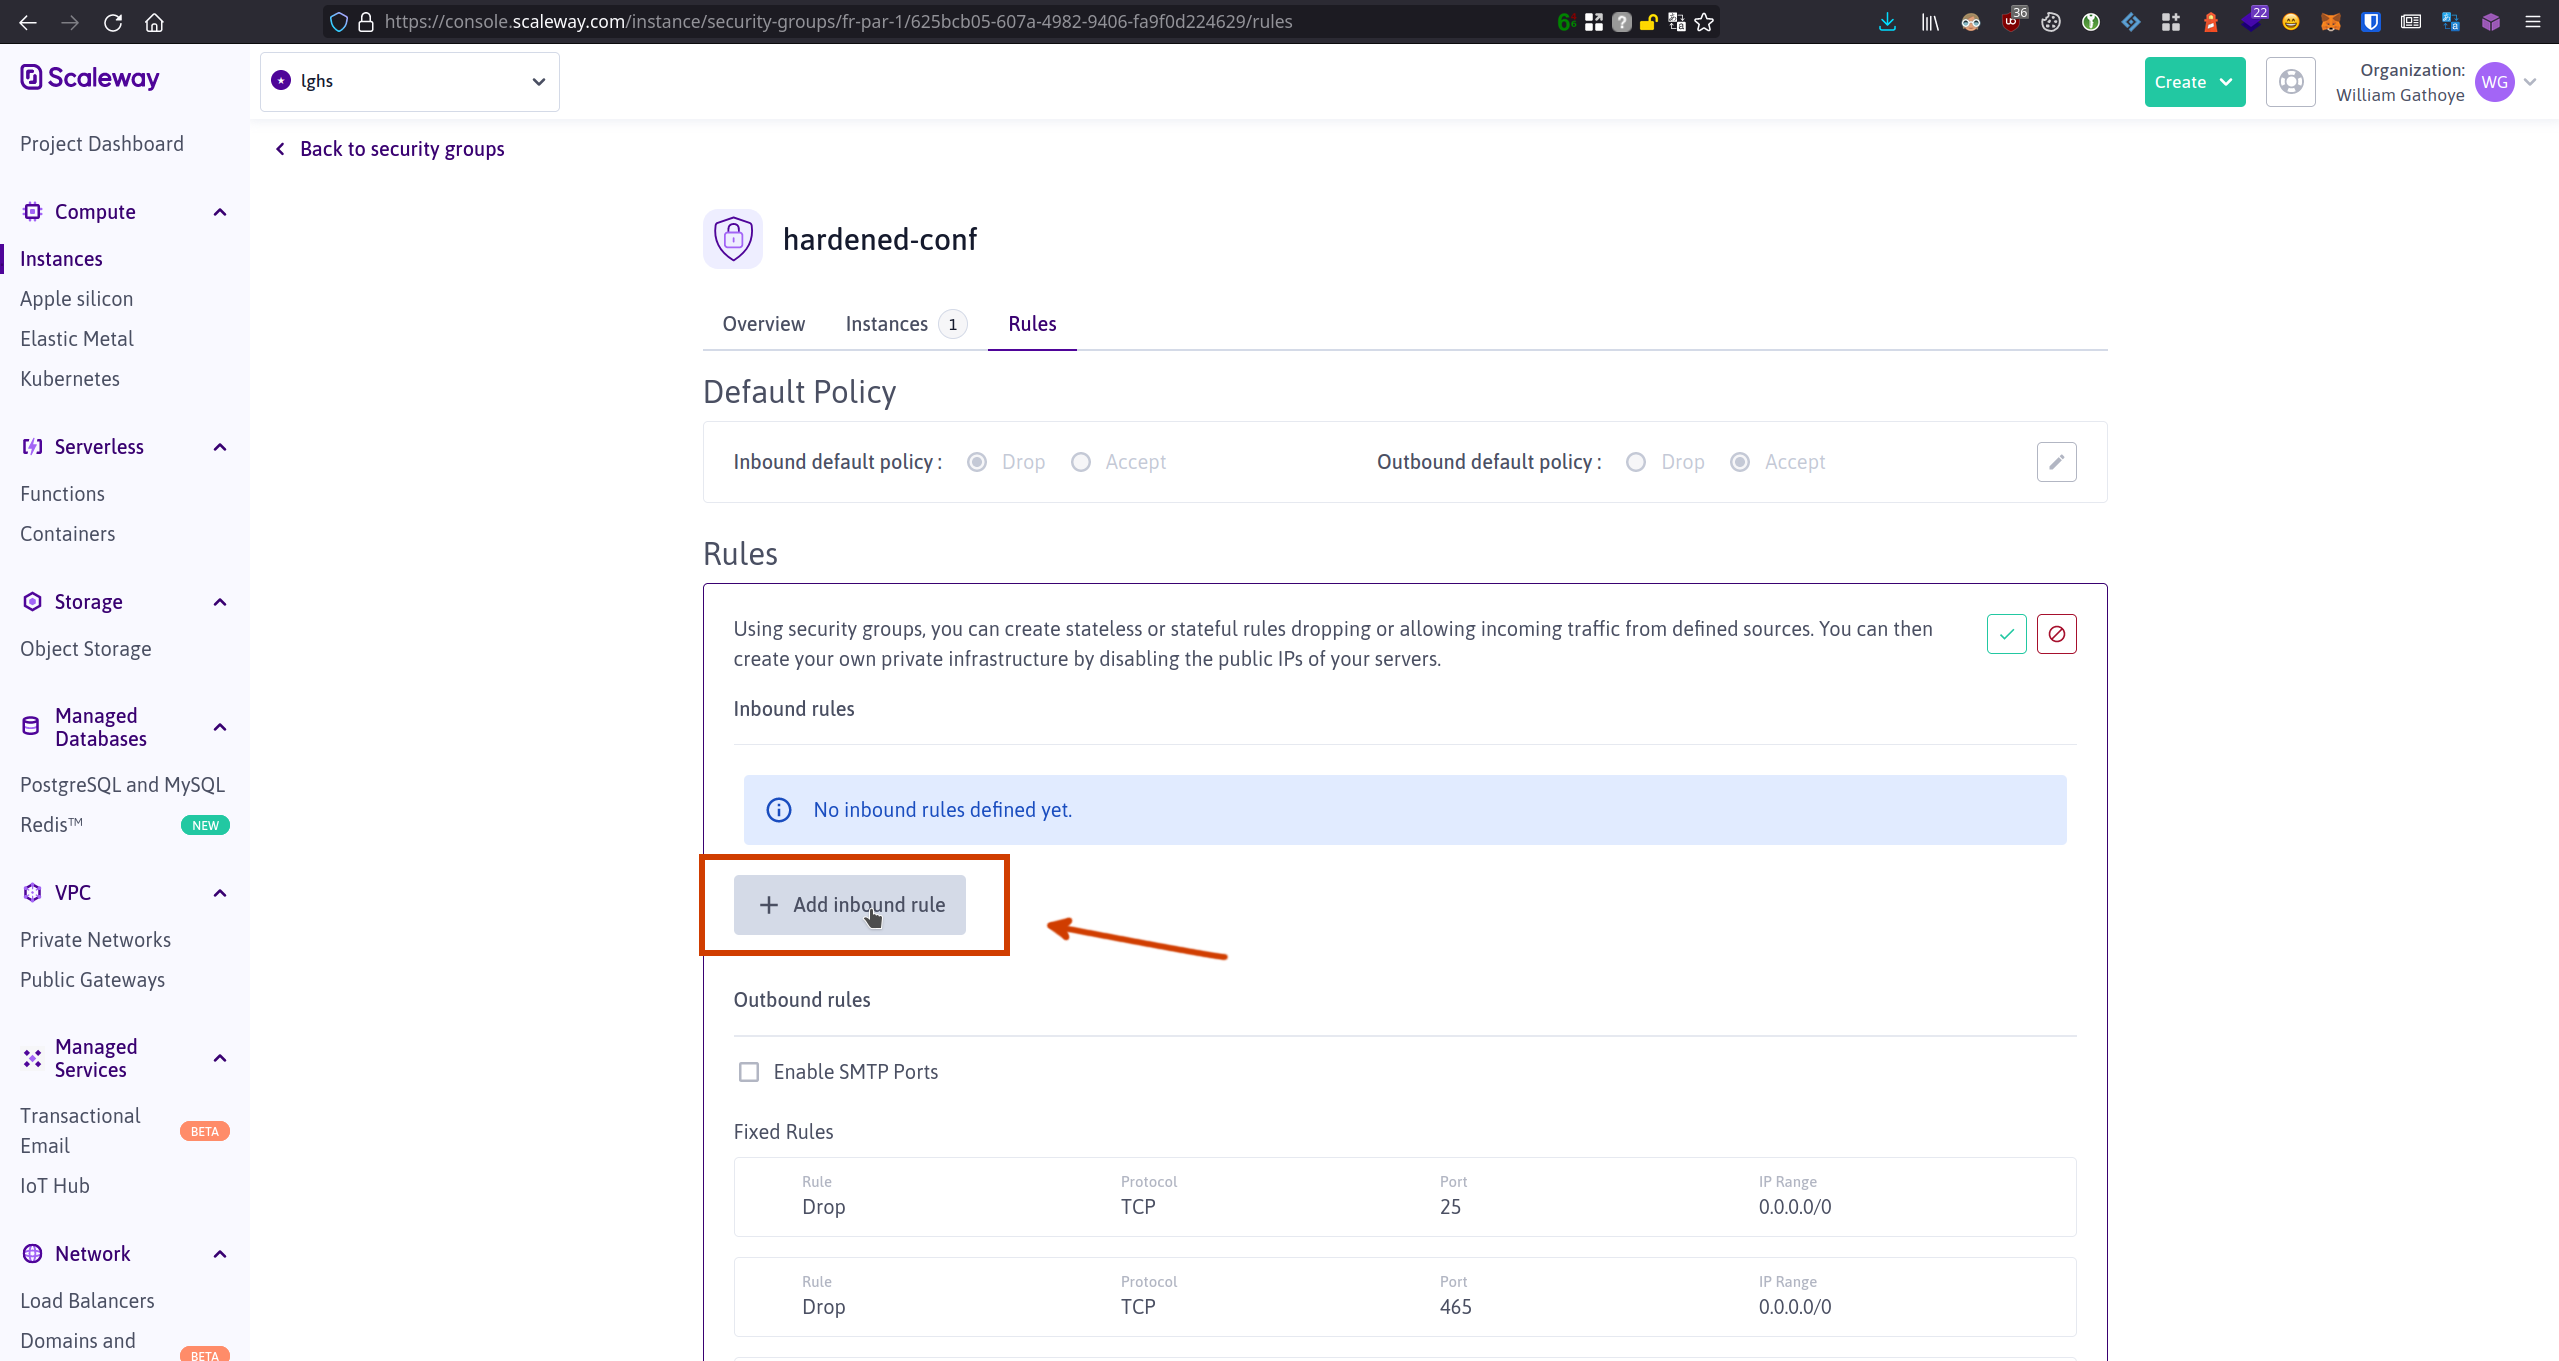 https://console.scaleway.com/instance/security-groups/fr-par-1/625bcb05-607a-4982-9406-fa9f0d224629/rules
36
22
Scaleway
lghs
Create
Organization:
William Gathoye
WG
Project Dashboard
Compute
Instances
Apple silicon
Elastic Metal
Kubernetes
Serverless
Functions
Containers
Storage
Object Storage
Managed
Databases
PostgreSQL and MySQL
Redis™ NEW
VPC
Private Networks
Public Gateways
Managed
Services
Transactional
Email
BETA
IoT Hub
Network
Load Balancers
Domains and
BETA
Back to security groups
hardened-conf
Overview Instances 1 Rules
Default Policy
Inbound default policy : Drop Accept Outbound default policy : Drop Accept
Rules
Using security groups, you can create stateless or stateful rules dropping or allowing incoming traffic from defined sources. You can then
create your own private infrastructure by disabling the public IPs of your servers.
Inbound rules
No inbound rules defined yet.
+ Add inbound rule
Outbound rules
Enable SMTP Ports
Fixed Rules
Rule Protocol Port IP Range
Drop TCP 25 0.0.0.0/0
Rule Protocol Port IP Range
Drop TCP 465 0.0.0.0/0